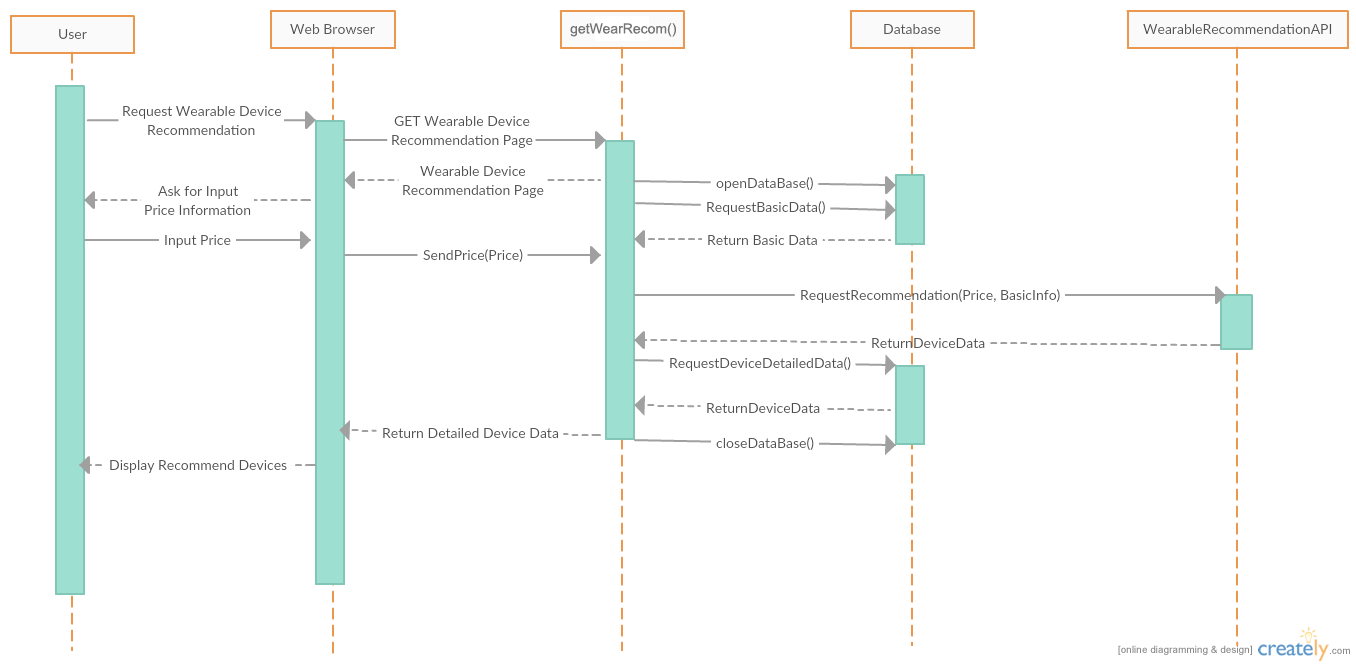 User
Web Browser
getWearRecom()
Database
WearableRecommendationAPI
Request Wearable Device
Recommendation
GET Wearable Device
Recommendation Page
Wearable Device
Recommendation Page
openDataBase()
Ask for Input
Price Information
RequestBasicData()
Input Price
Return Basic Data
SendPrice(Price)
RequestRecommendation(Price, BasicInfo)
ReturnDeviceData
RequestDeviceDetailedData()
ReturnDeviceData
Return Detailed Device Data
closeDataBase()
Display Recommend Devices
[online diagramming & design] creately.com